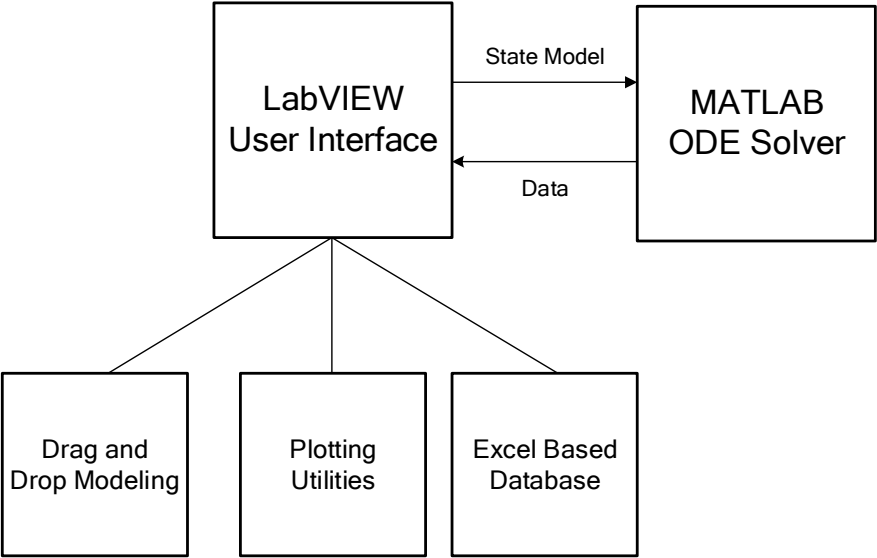 LabVIEW
User Interface
State Model
Data
MATLAB
ODE Solver
Drag and
Drop Modeling
Plotting
Utilities
Excel Based
Database